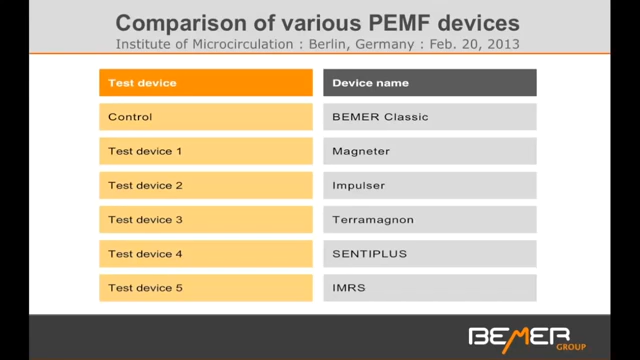 Comparison of various PEMF devices
Institute of Microcirculation : Berlin, Germany : Feb. 20, 2013
Test device Device name
Control BEMER Classic
Test device 1 Magneter
Test device 2 Impulser
Test device 3 Terramagnon
Test device 4 SENTIPLUS
Test device 5 IMRS
BEMER
GROUP